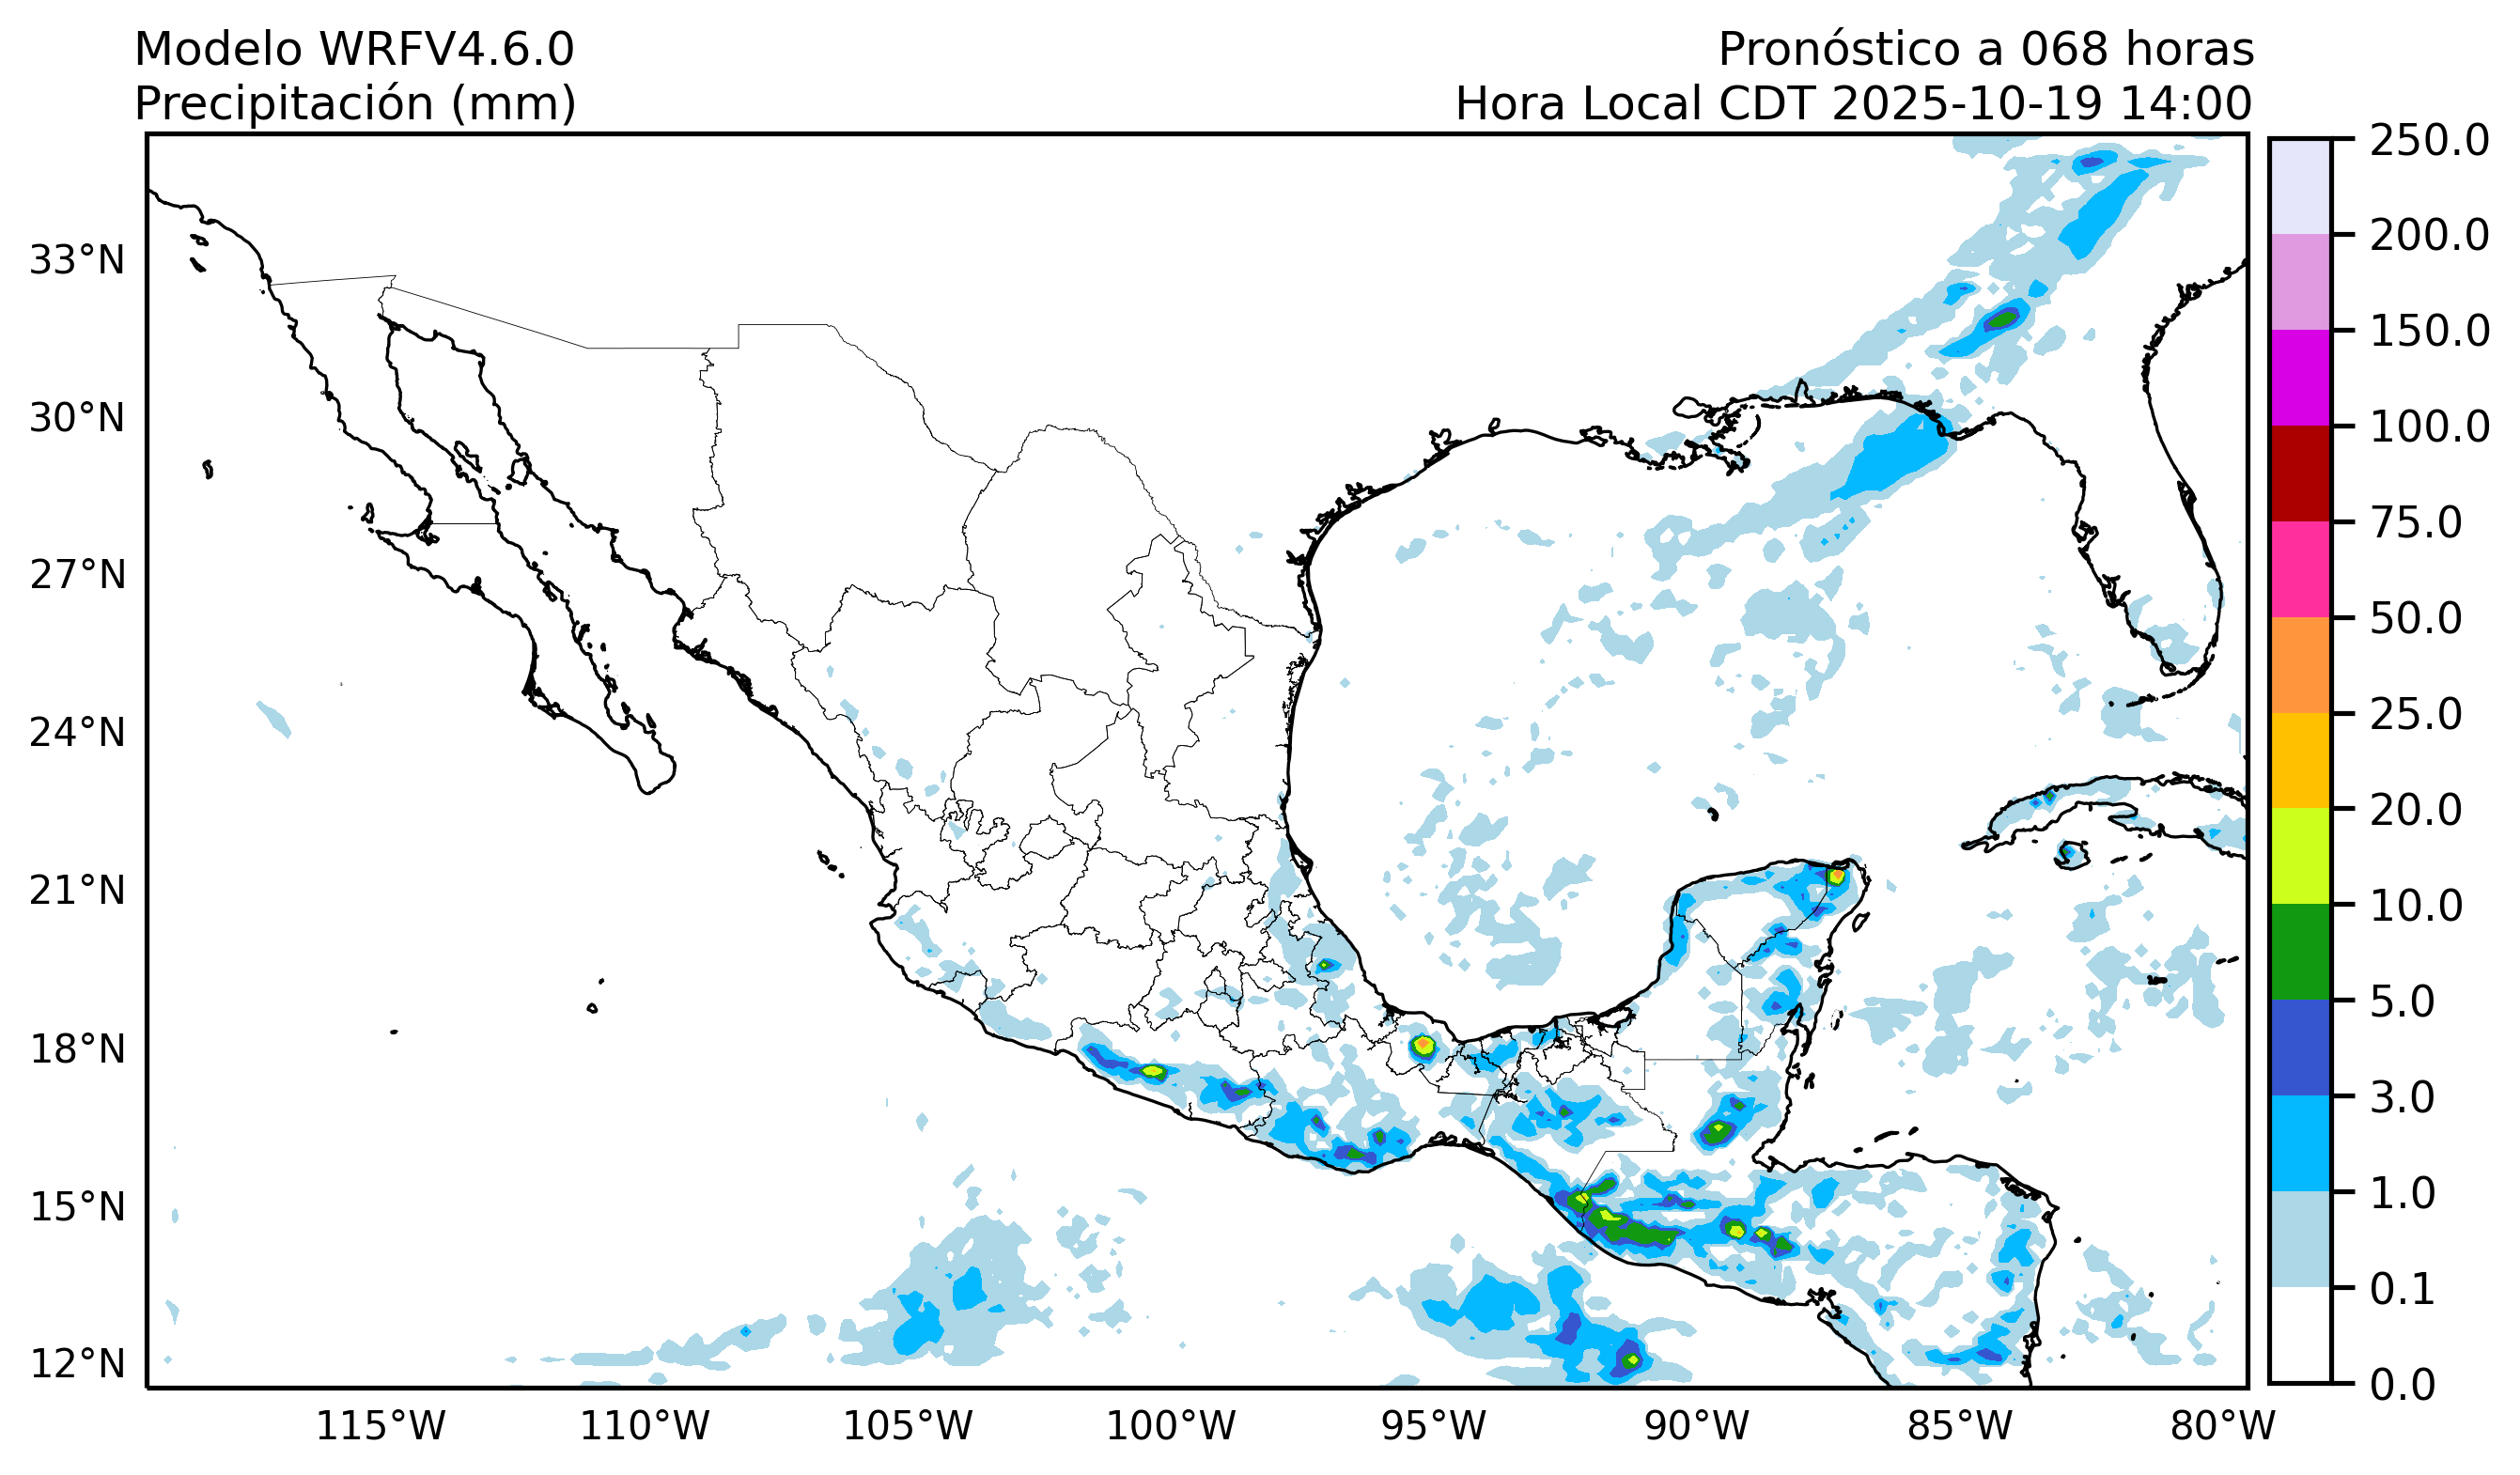 Modelo WRFV4.6.0
Precipitación (mm)
Pronóstico a 068 horas
Hora Local CDT 2025-10-19 14:00
33°N
30°N
27°N
24°N
21°N
18°N
15°N
12°N
115°W
110°W
105°W
100°W
95°W
90°W
85°W
80°W
250.0
200.0
150.0
100.0
75.0
50.0
25.0
20.0
10.0
5.0
3.0
1.0
0.1
0.0